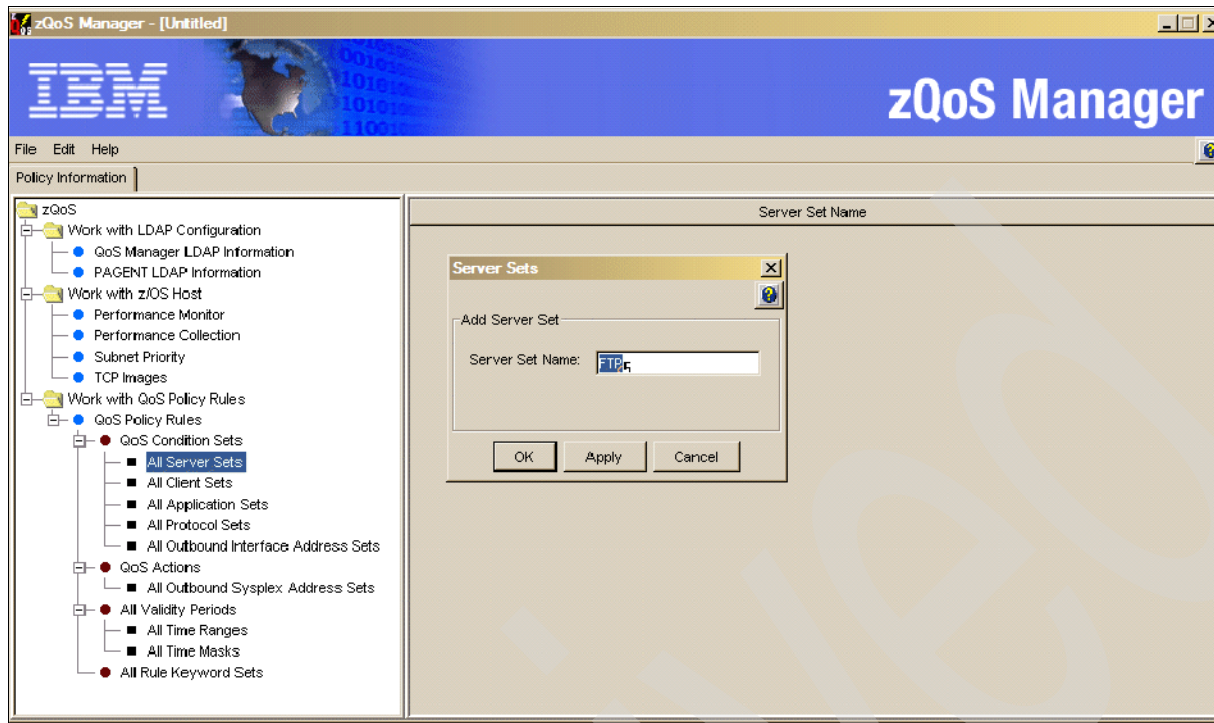 zQoS Manager - [Untitled]
IBM
zQoS Manager
File Edit Help
Policy Information
zQoS
Work with LDAP Configuration
QoS Manager LDAP Information
PAGENT LDAP Information
Work with z/OS Host
Performance Monitor
Performance Collection
Subnet Priority
TCP Images
Work with QoS Policy Rules
QoS Policy Rules
QoS Condition Sets
All Server Sets
All Client Sets
All Application Sets
All Protocol Sets
All Outbound Interface Address Sets
QoS Actions
All Outbound Sysplex Address Sets
All Validity Periods
All Time Ranges
All Time Masks
All Rule Keyword Sets
Server Set Name
Server Sets
Add Server Set
Server Set Name: FTP
OK Apply Cancel